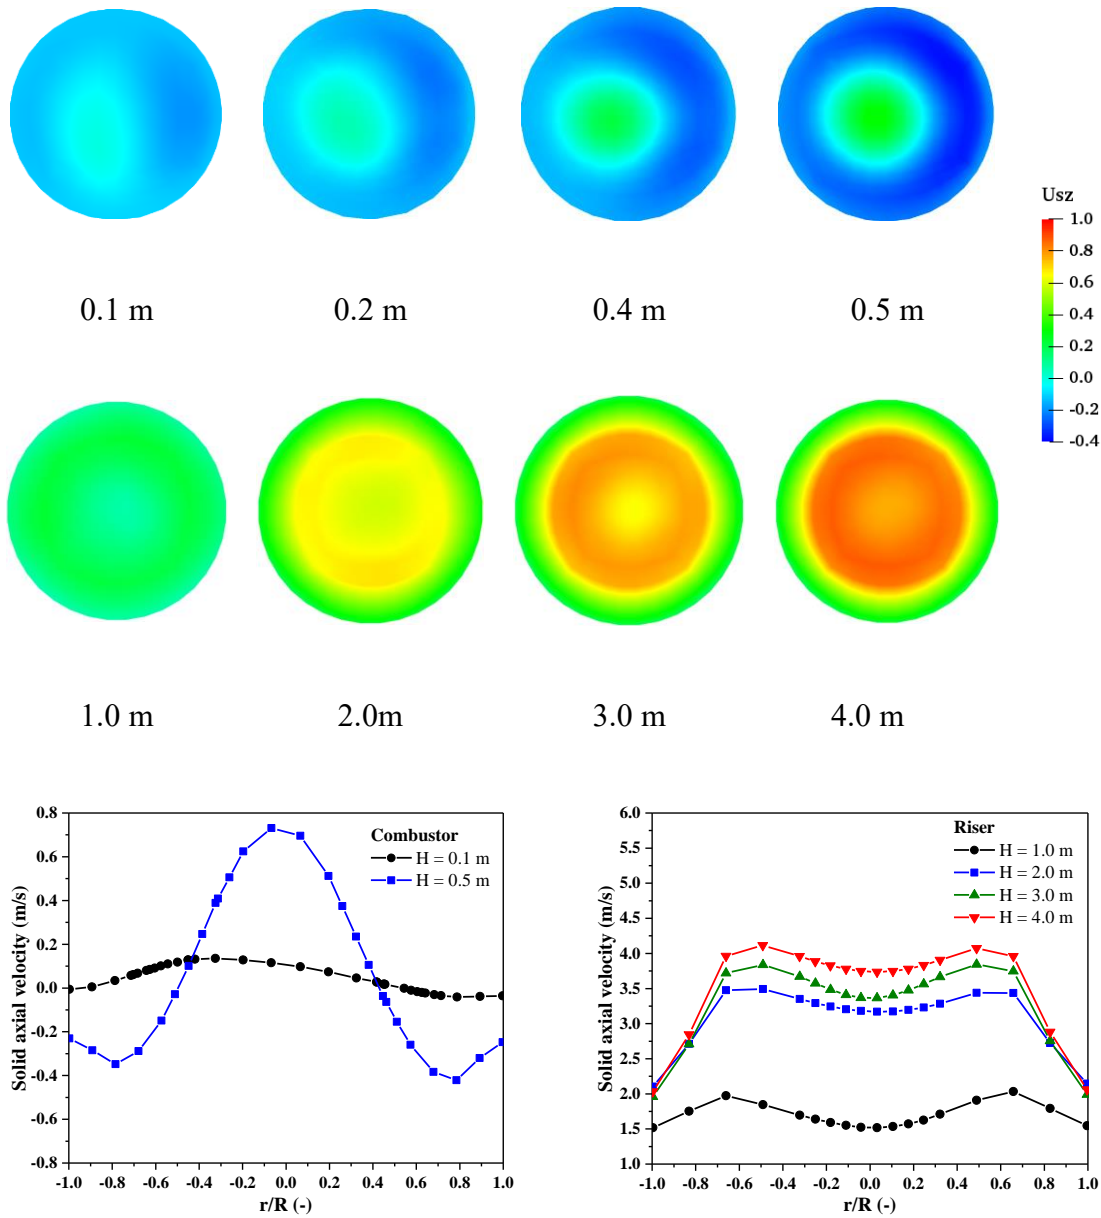 Usz
1.0
0.8
0.6
0.4
0.2
0.0
-0.2
-0.4
0.1 m 0.2 m 0.4 m 0.5 m
1.0 m 2.0m 3.0 m 4.0 m
Solid axial velocity (m/s)
0.8
0.6
0.4
0.2
0.0
-0.2
-0.4
-0.6
-0.8
Combustor
H = 0.1 m
H = 0.5 m
-1.0 -0.8 -0.6 -0.4 -0.2 0.0 0.2 0.4 0.6 0.8 1.0
r/R (-)
Solid axial velocity (m/s)
6.0
5.5
5.0
4.5
4.0
3.5
3.0
2.5
2.0
1.5
1.0
Riser
H = 1.0 m
H = 2.0 m
H = 3.0 m
H = 4.0 m
-1.0 -0.8 -0.6 -0.4 -0.2 0.0 0.2 0.4 0.6 0.8 1.0
r/R (-)